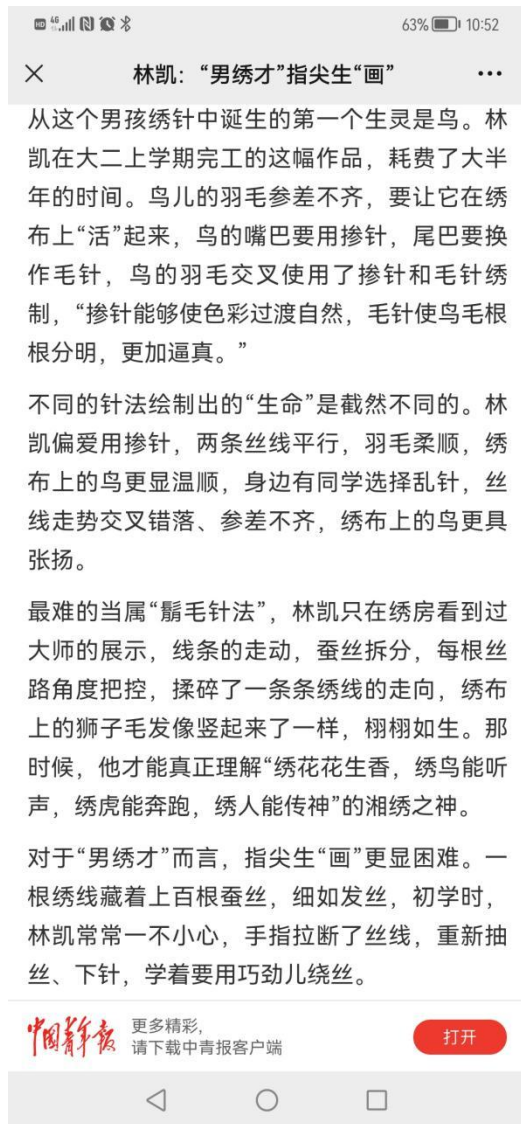 HD 4G 63% 10:52
林凯：“男绣才”指尖生“画”
从这个男孩绣针中诞生的第一个生灵是鸟。林
凯在大二上学期完工的这幅作品，耗费了大半
年的时间。鸟儿的羽毛参差不齐，要让它在绣
布上“活”起来，鸟的嘴巴要用掺针，尾巴要换
作毛针，鸟的羽毛交叉使用了掺针和毛针绣
制，“掺针能够使色彩过渡自然，毛针使鸟毛根
根分明，更加逼真。”
不同的针法绘制出的“生命”是截然不同的。林
凯偏爱用掺针，两条丝线平行，羽毛柔顺，绣
布上的鸟更显温顺，身边有同学选择乱针，丝
线走势交叉错落、参差不齐，绣布上的鸟更具
张扬。
最难的当属“鬅毛针法”，林凯只在绣房看到过
大师的展示，线条的走动，蚕丝拆分，每根丝
路角度把控，揉碎了一条条绣线的走向，绣布
上的狮子毛发像竖起来了一样，栩栩如生。那
时候，他才能真正理解“绣花花生香，绣鸟能听
声，绣虎能奔跑，绣人能传神”的湘绣之神。
对于“男绣才”而言，指尖生“画”更显困难。一
根绣线藏着上百根蚕丝，细如发丝，初学时，
林凯常常一不小心，手指拉断了丝线，重新抽
丝、下针，学着要用巧劲儿绕丝。
中国青年报
更多精彩，
请下载中青报客户端
打开